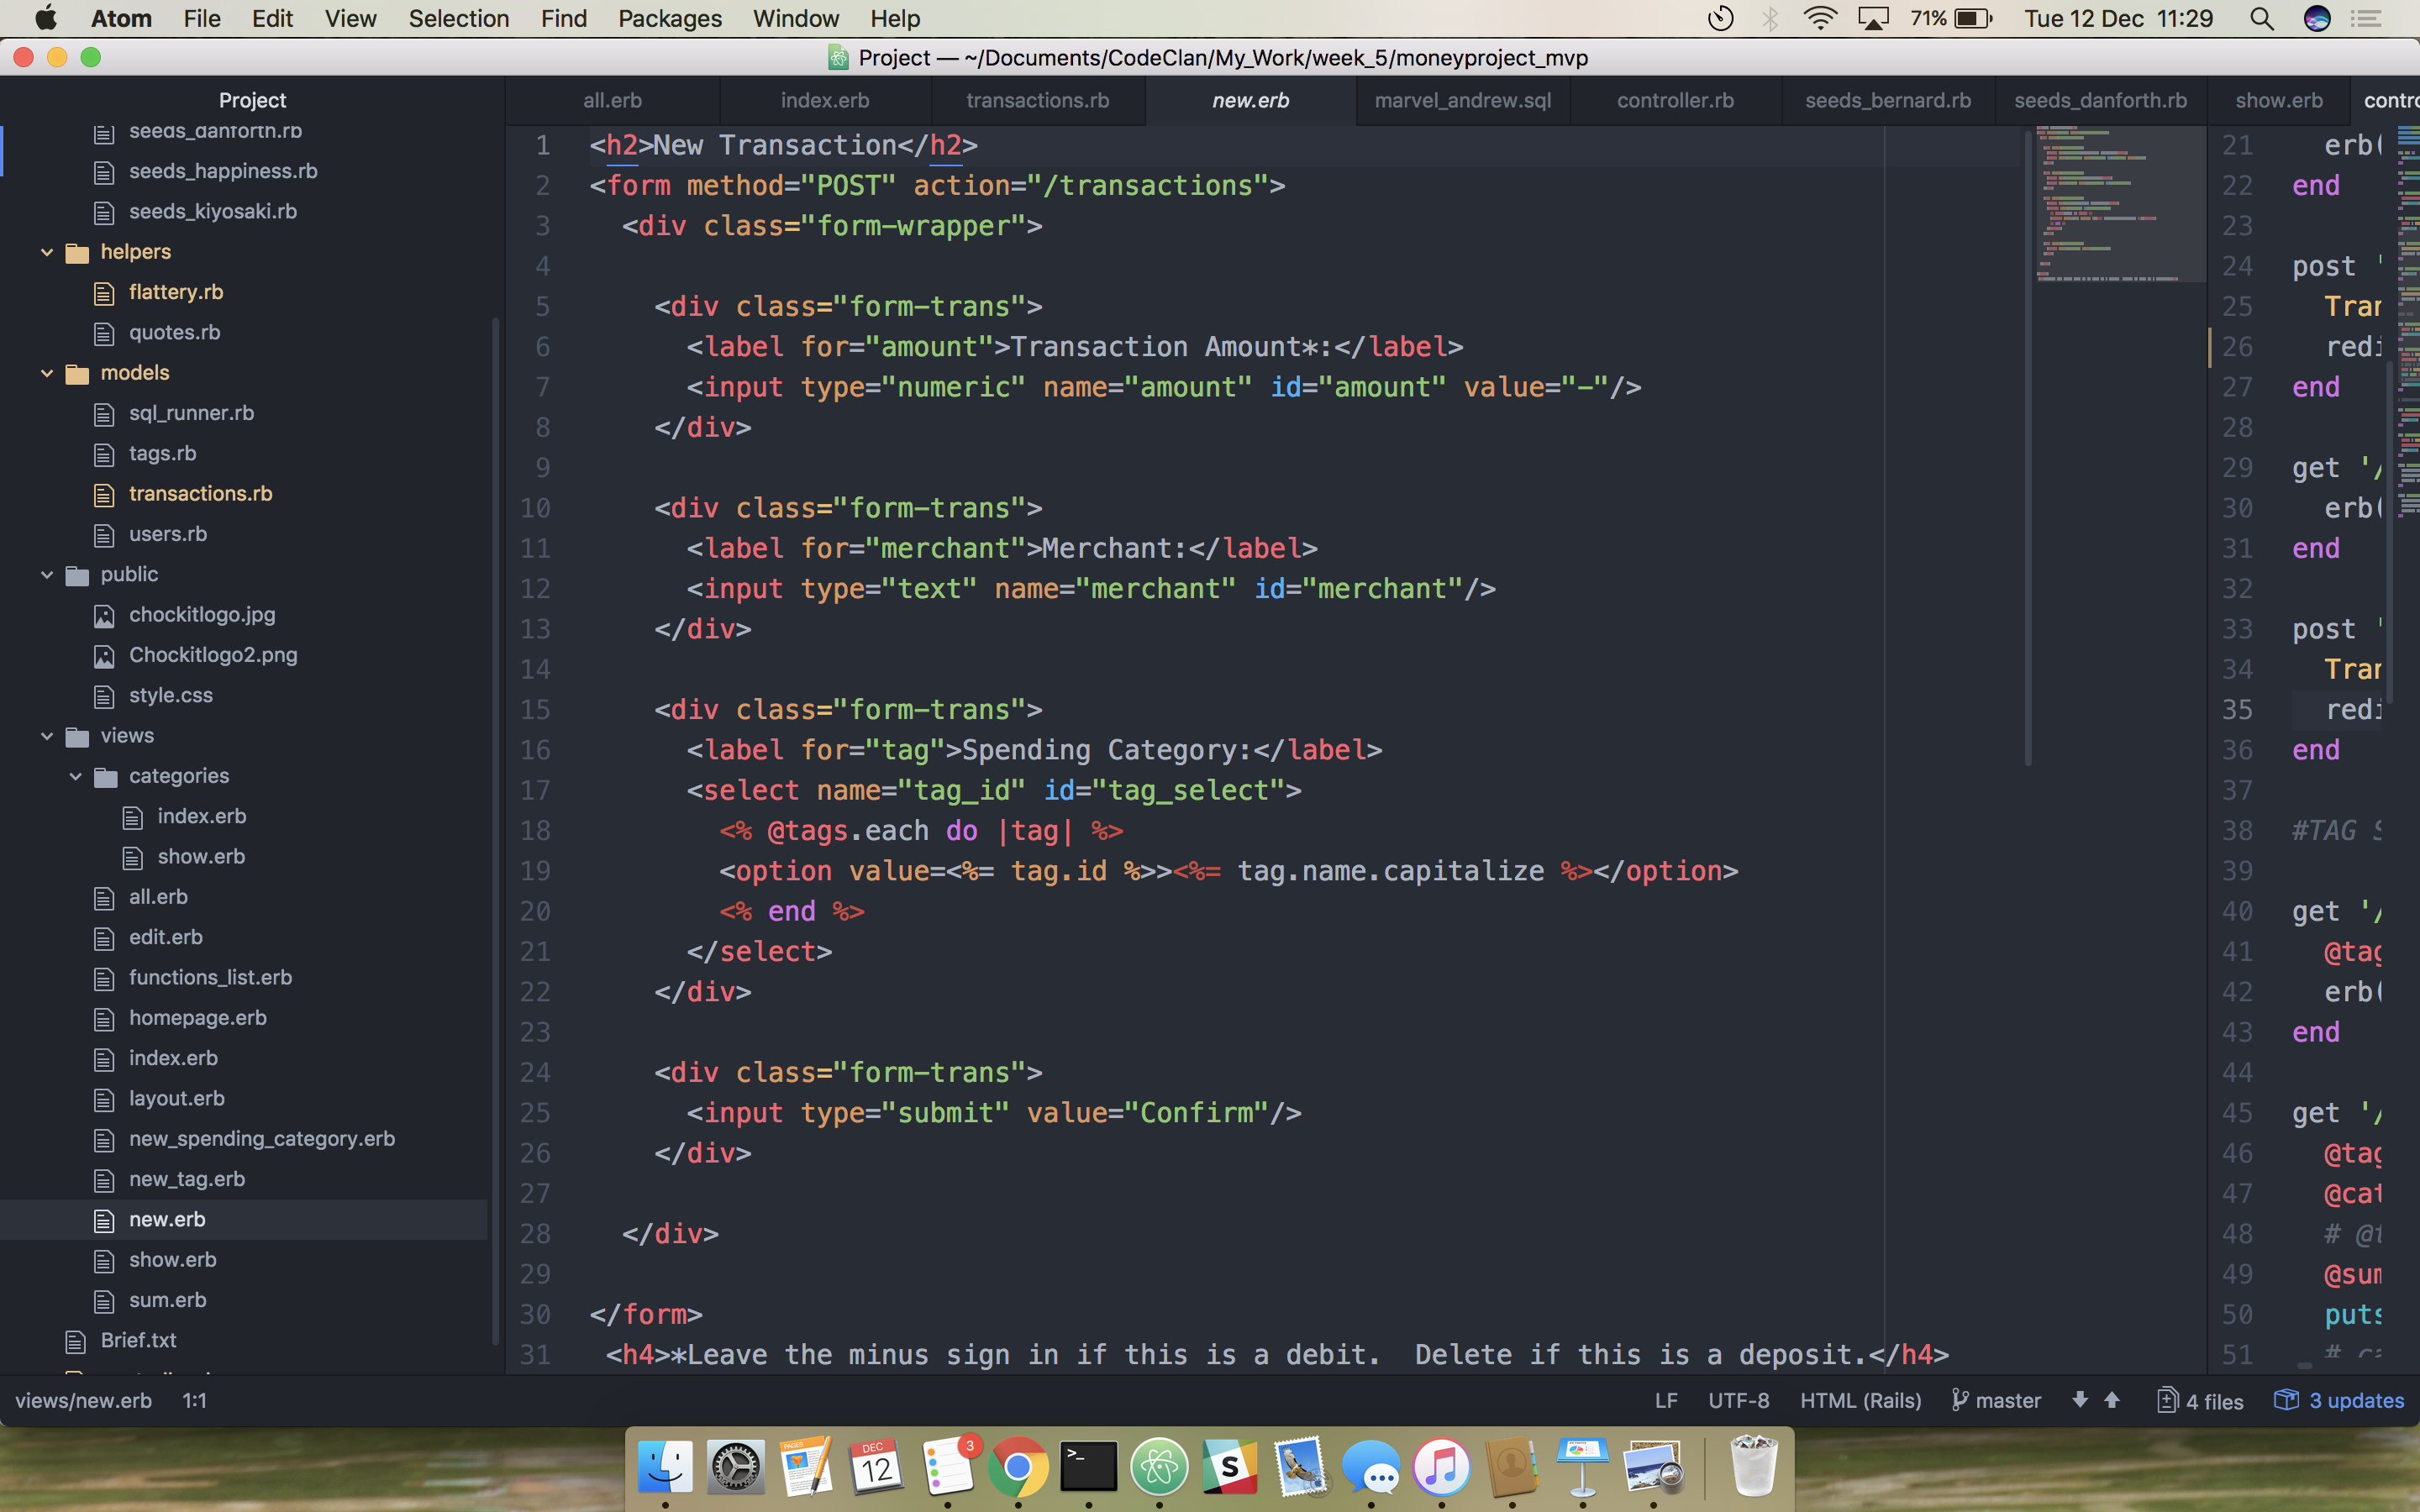 Atom File Edit View Selection Find Packages Window Help 71% Tue 12 Dec 11:29
Project — ~/Documents/CodeClan/My_Work/week_5/moneyproject_mvp
Project
all.erb index.erb transactions.rb new.erb marvel_andrew.sql controller.rb seeds_bernard.rb seeds_danforth.rb show.erb contro
seeds_danforth.rb
seeds_happiness.rb
seeds_kiyosaki.rb
helpers
flattery.rb
quotes.rb
models
sql_runner.rb
tags.rb
transactions.rb
users.rb
public
chockitlogo.jpg
Chockitlogo2.png
style.css
views
categories
index.erb
show.erb
all.erb
edit.erb
functions_list.erb
homepage.erb
index.erb
layout.erb
new_spending_category.erb
new_tag.erb
new.erb
show.erb
sum.erb
Brief.txt
1 <h2>New Transaction</h2>
2 <form method="POST" action="/transactions">
3 <div class="form-wrapper">
4
5 <div class="form-trans">
6 <label for="amount">Transaction Amount*:</label>
7 <input type="numeric" name="amount" id="amount" value="-"/>
8 </div>
9
10 <div class="form-trans">
11 <label for="merchant">Merchant:</label>
12 <input type="text" name="merchant" id="merchant"/>
13 </div>
14
15 <div class="form-trans">
16 <label for="tag">Spending Category:</label>
17 <select name="tag_id" id="tag_select">
18 <% @tags.each do |tag| %>
19 <option value=<%= tag.id %>><%= tag.name.capitalize %></option>
20 <% end %>
21 </select>
22 </div>
23
24 <div class="form-trans">
25 <input type="submit" value="Confirm"/>
26 </div>
27
28 </div>
29
30 </form>
31 <h4>*Leave the minus sign in if this is a debit.  Delete if this is a deposit.</h4>
21 erb(
22 end
23
24 post '
25 Tran
26 redi
27 end
28
29 get '/
30 erb(
31 end
32
33 post '
34 Tran
35 redi
36 end
37
38 #TAG S
39
40 get '/
41 @tag
42 erb(
43 end
44
45 get '/
46 @tag
47 @cat
48 # @t
49 @sum
50 puts
51 # ca
views/new.erb 1:1 LF UTF-8 HTML (Rails) master 4 files 3 updates
PAGES
DEC
12
3
>_
S